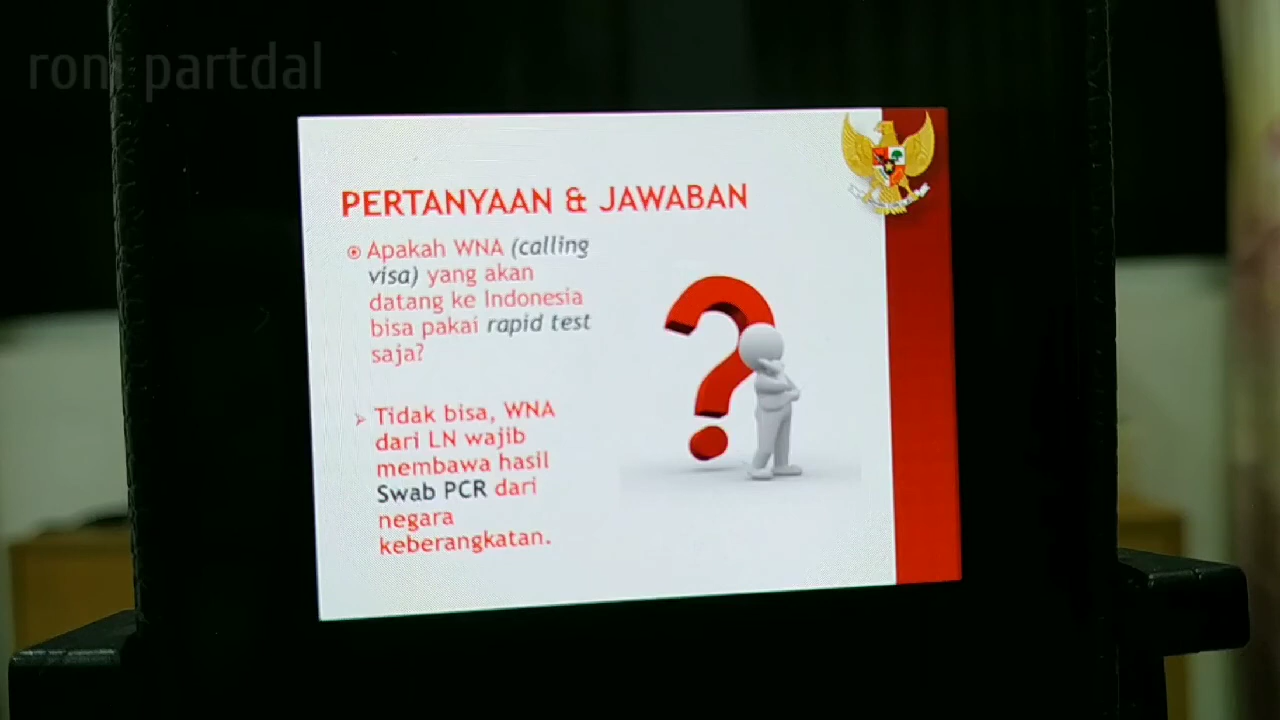 roni partdal
PERTANYAAN & JAWABAN
Apakah WNA (calling
visa) yang akan
datang ke Indonesia
bisa pakai rapid test
saja?
Tidak bisa, WNA
dari LN wajib
membawa hasil
Swab PCR dari
negara
keberangkatan.